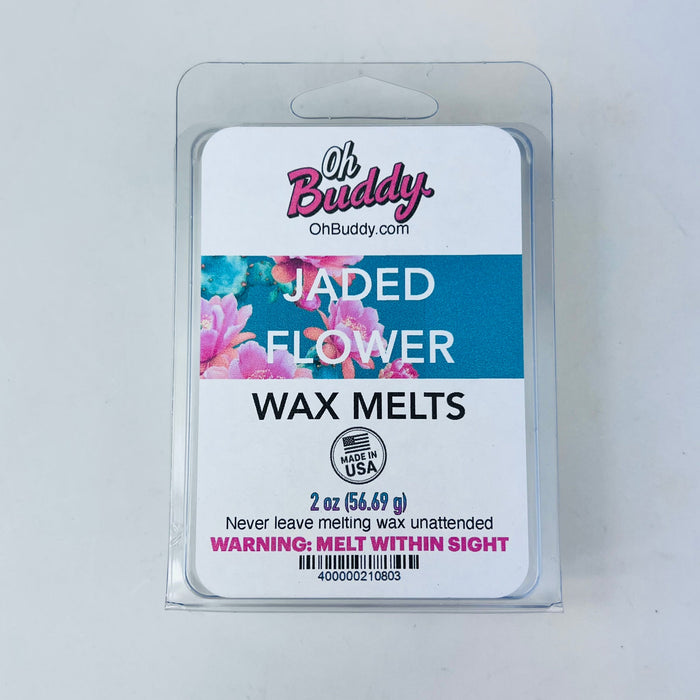 Oh
Buddy
OhBuddy.com
JADED
FLOWER
WAX MELTS
MADE IN
USA
2 oz (56.69 g)
Never leave melting wax unattended
WARNING: MELT WITHIN SIGHT
400000210803